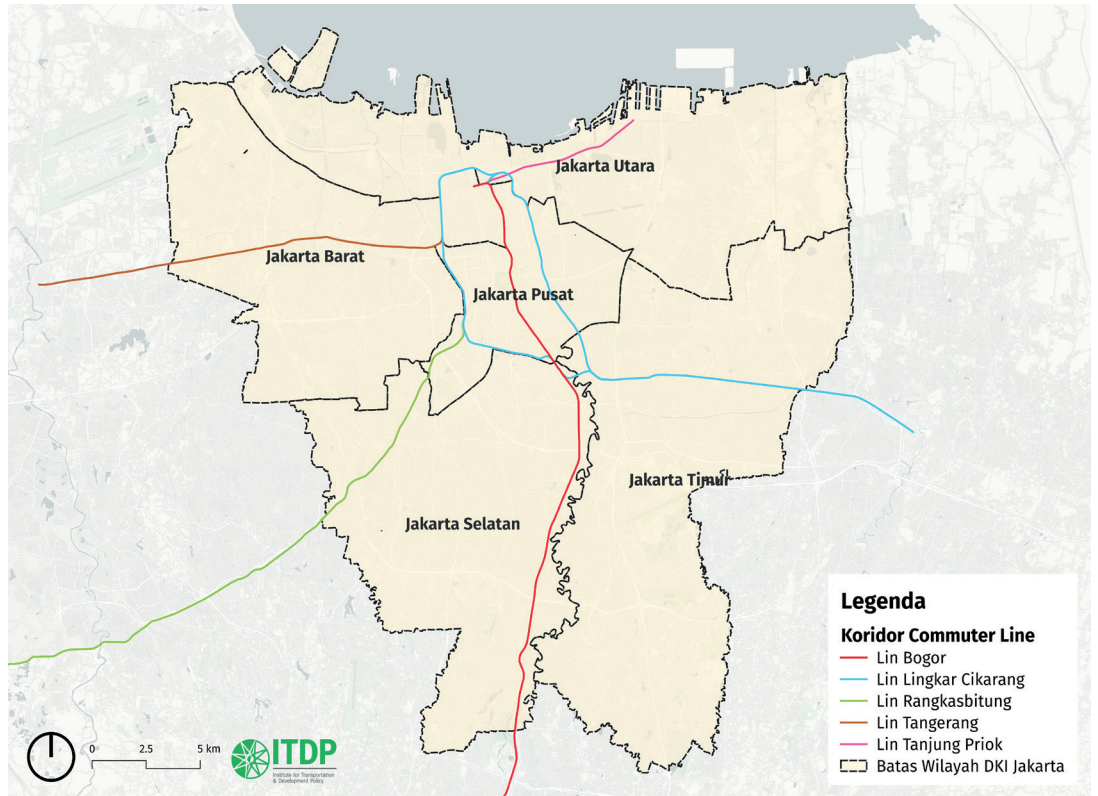 Jakarta Utara
Jakarta Barat
Jakarta Pusat
Jakarta Timur
Jakarta Selatan
Legenda
Koridor Commuter Line
Lin Bogor
Lin Lingkar Cikarang
Lin Rangkasbitung
Lin Tangerang
Lin Tanjung Priok
Batas Wilayah DKI Jakarta
0 2.5 5 km
ITDP
Institute for Transportation
& Development Policy